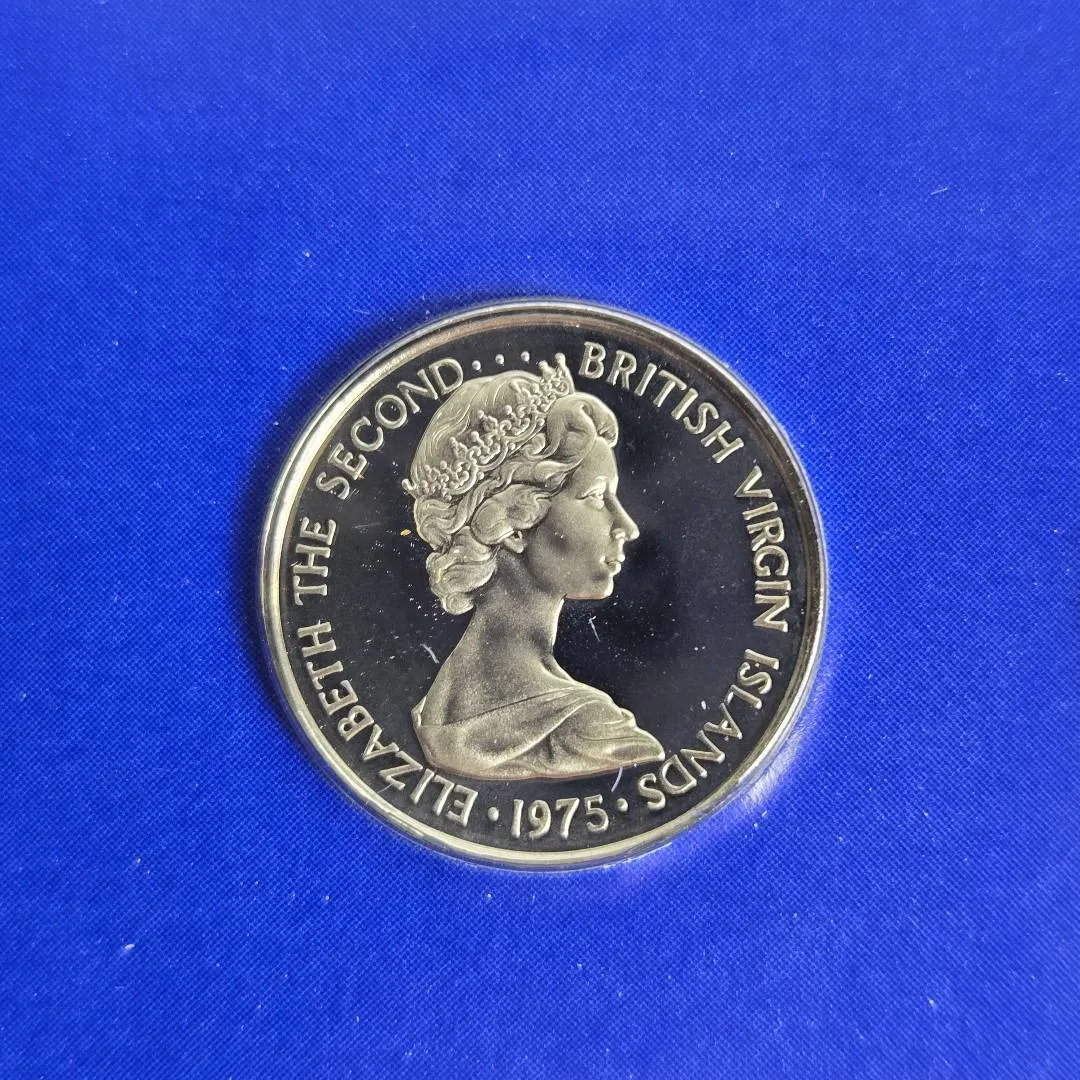 ELIZABETH THE SECOND.... BRITISH VIRGIN ISLANDS
· 1975 ·